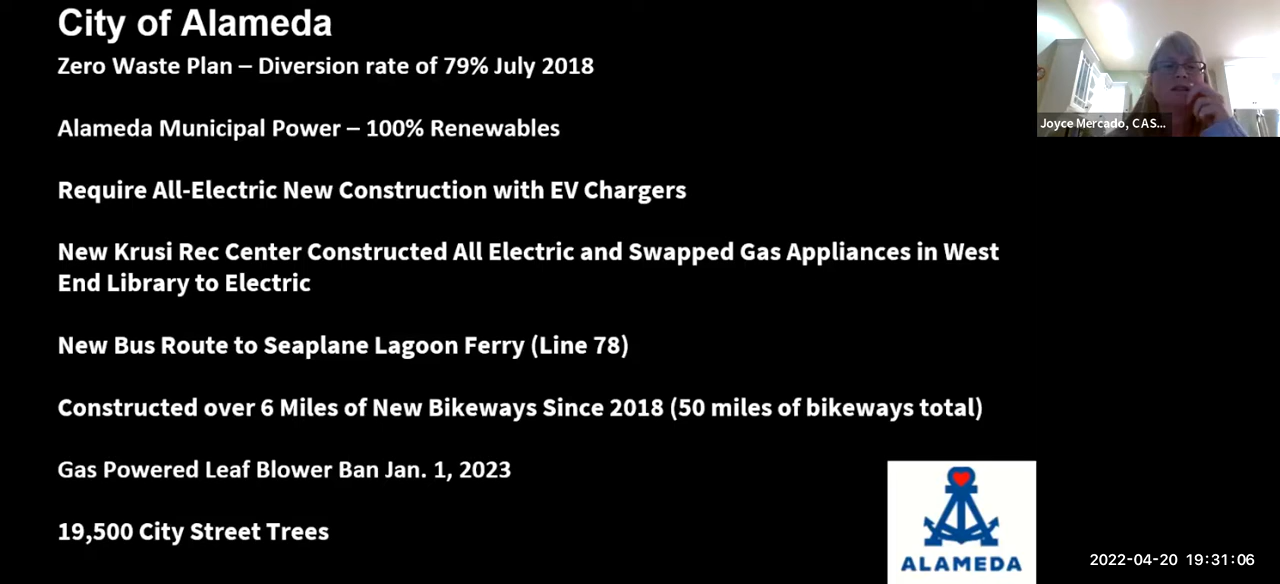 City of Alameda
Zero Waste Plan – Diversion rate of 79% July 2018
Alameda Municipal Power – 100% Renewables
Require All-Electric New Construction with EV Chargers
New Krusi Rec Center Constructed All Electric and Swapped Gas Appliances in West
End Library to Electric
New Bus Route to Seaplane Lagoon Ferry (Line 78)
Constructed over 6 Miles of New Bikeways Since 2018 (50 miles of bikeways total)
Gas Powered Leaf Blower Ban Jan. 1, 2023
19,500 City Street Trees
Joyce Mercado, CAS...
ALAMEDA
2022-04-20 19:31:06